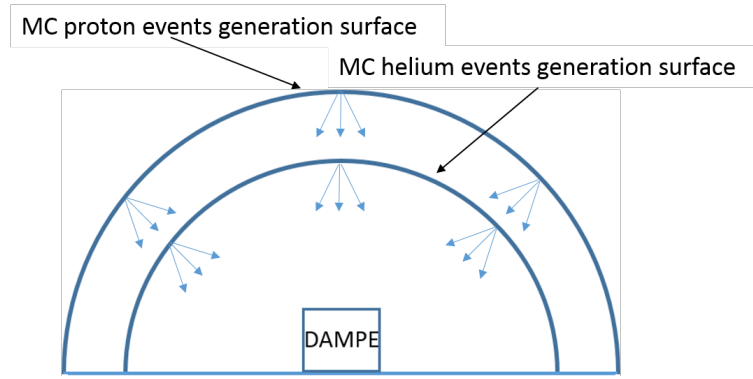 MC proton events generation surface
MC helium events generation surface
DAMPE